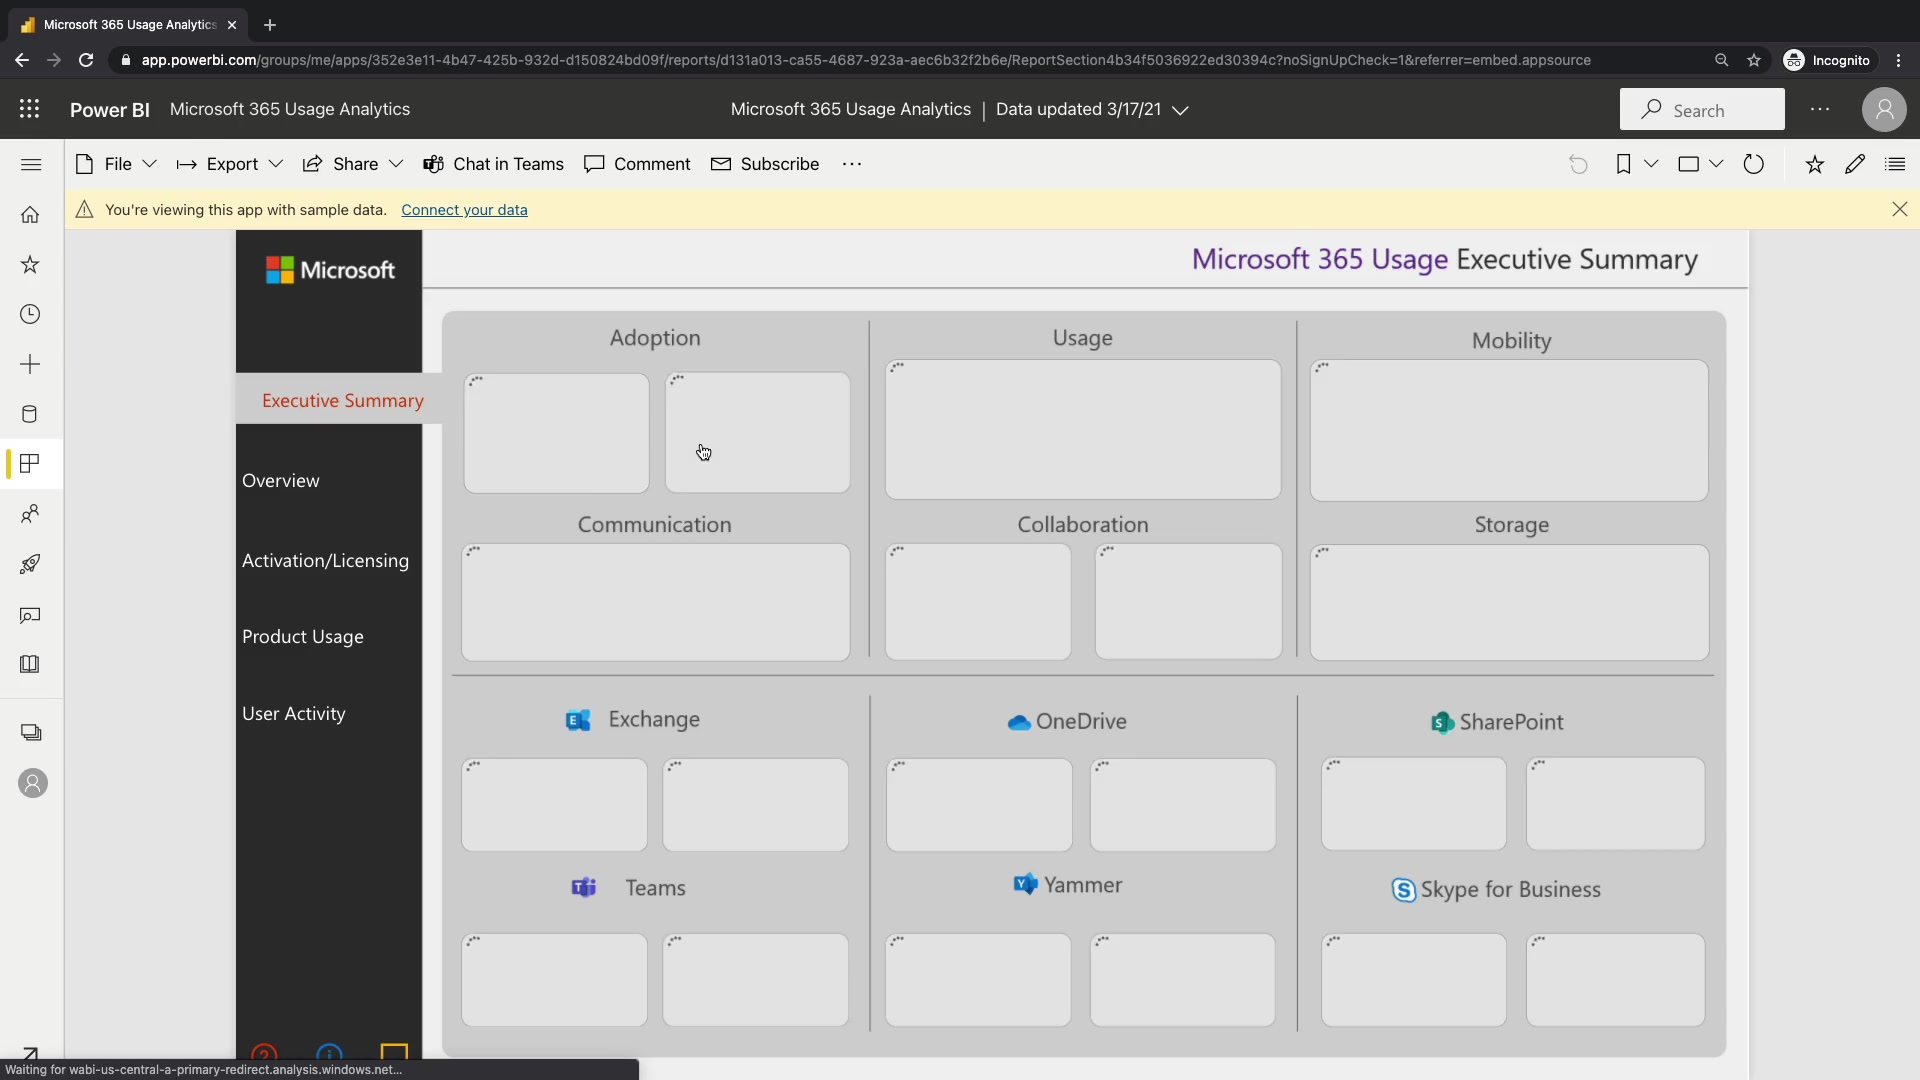 Microsoft 365 Usage Analytics
app.powerbi.com/groups/me/apps/352e3e11-4b47-425b-932d-d150824bd09f/reports/d131a013-ca55-4687-923a-aec6b32f2b6e/ReportSection4b34f5036922ed30394c?noSignUpCheck=1&referrer=embed.appsource
Incognito
Power BI Microsoft 365 Usage Analytics
Microsoft 365 Usage Analytics | Data updated 3/17/21
Search
File Export Share Chat in Teams Comment Subscribe
You're viewing this app with sample data. Connect your data
Microsoft
Microsoft 365 Usage Executive Summary
Executive Summary
Overview
Activation/Licensing
Product Usage
User Activity
Adoption Usage Mobility
Communication Collaboration Storage
Exchange OneDrive SharePoint
Teams Yammer Skype for Business
Waiting for wabi-us-central-a-primary-redirect.analysis.windows.net...